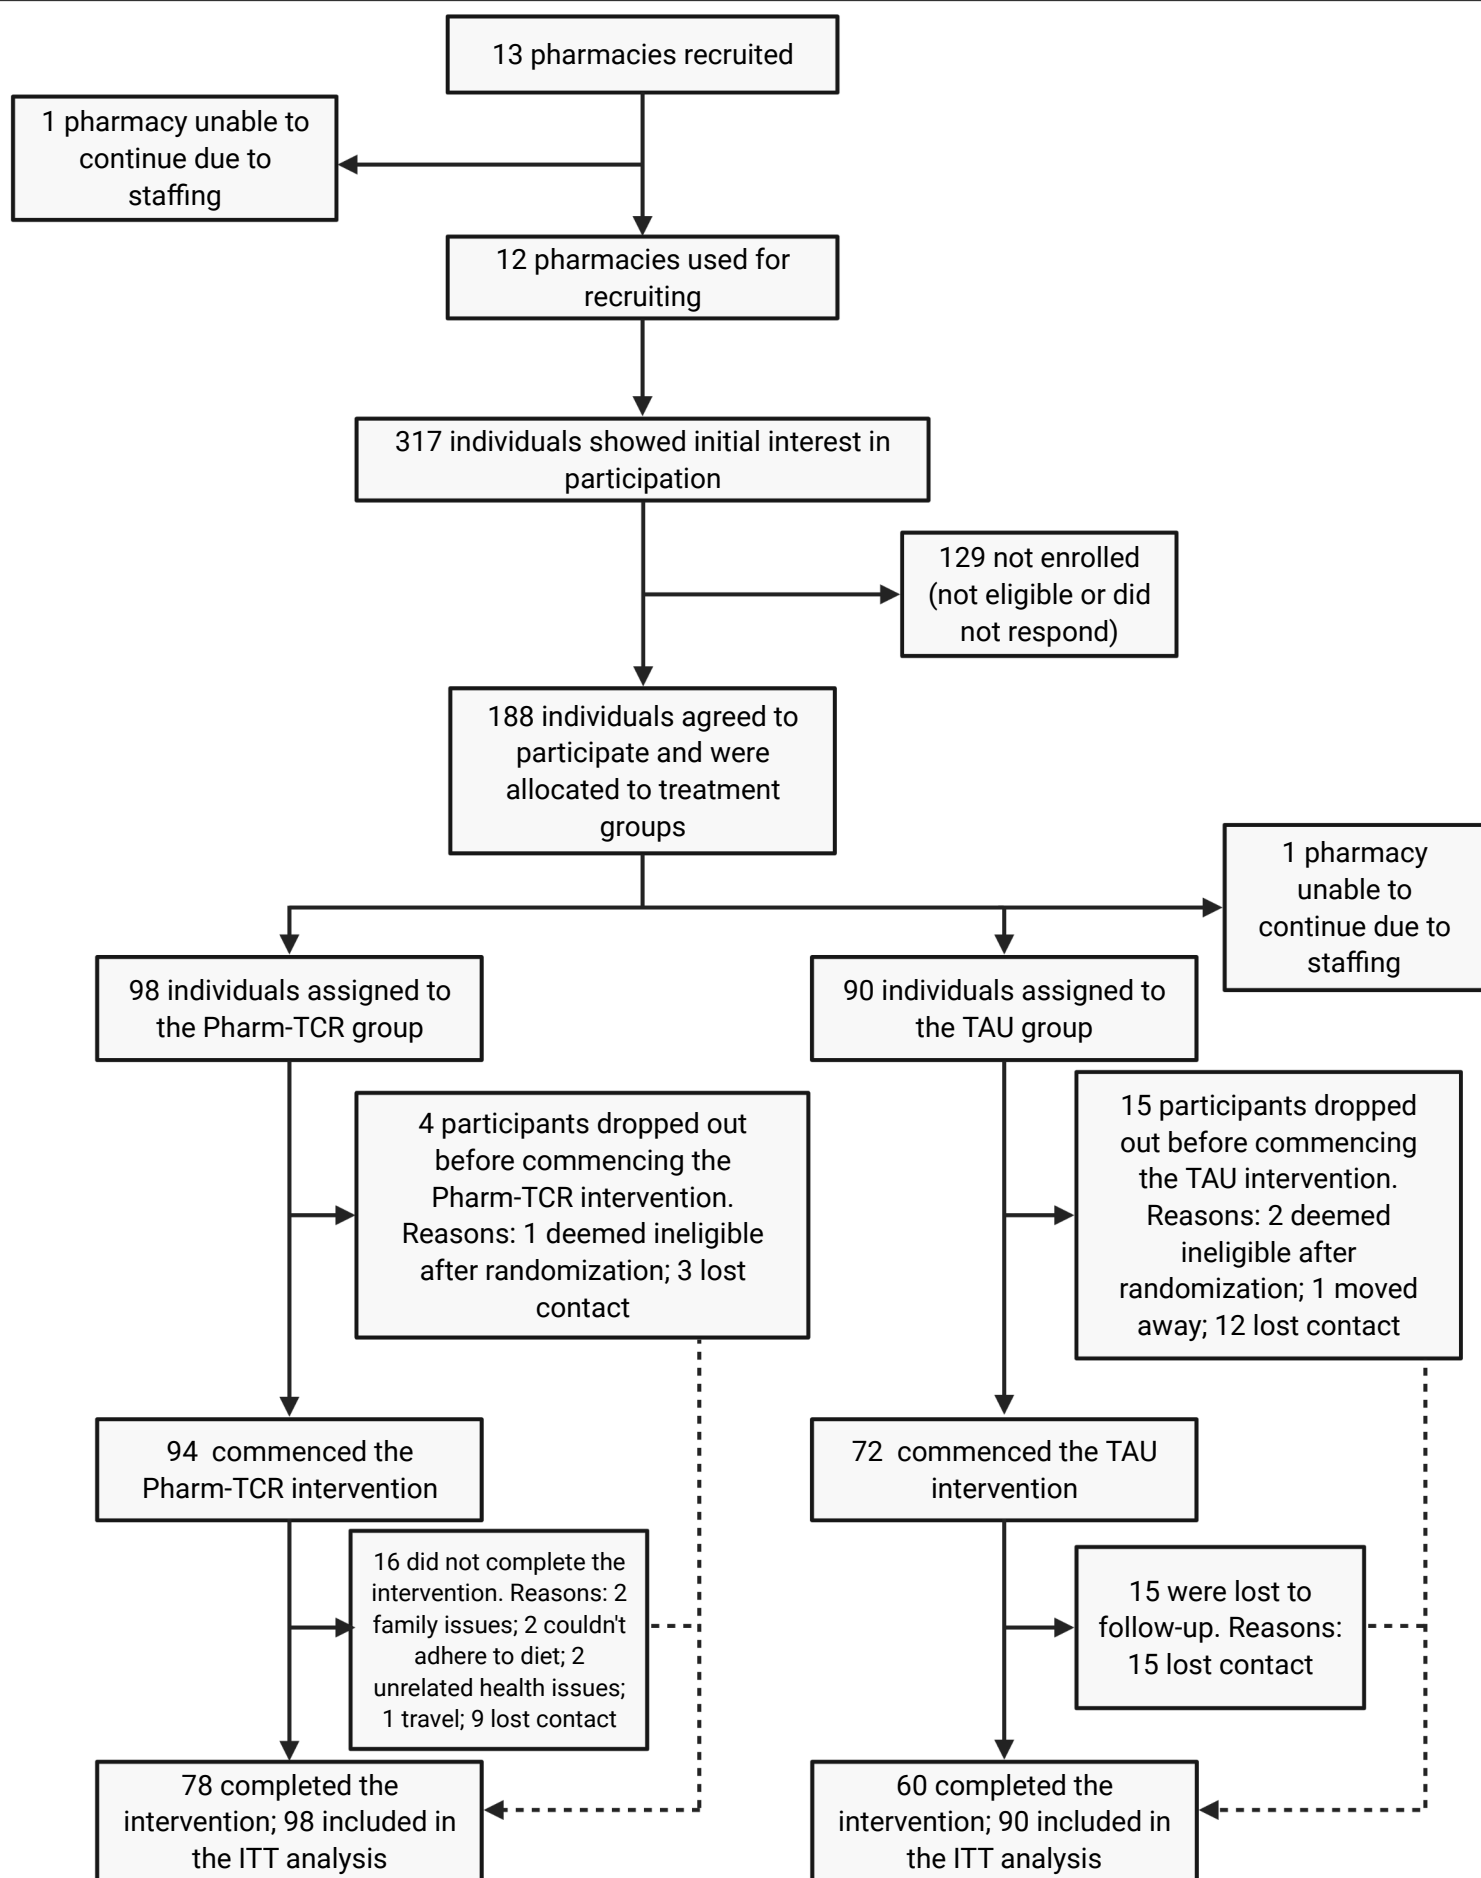 13 pharmacies recruited
1 pharmacy unable to
continue due to
staffing
12 pharmacies used for
recruiting
317 individuals showed initial interest in
participation
129 not enrolled
(not eligible or did
not respond)
188 individuals agreed to
participate and were
allocated to treatment
groups
1 pharmacy
unable to
continue due to
staffing
98 individuals assigned to
the Pharm-TCR group
90 individuals assigned to
the TAU group
4 participants dropped out
before commencing the
Pharm-TCR intervention.
Reasons: 1 deemed ineligible
after randomization; 3 lost
contact
15 participants dropped
out before commencing
the TAU intervention.
Reasons: 2 deemed
ineligible after
randomization; 1 moved
away; 12 lost contact
94 commenced the
Pharm-TCR intervention
72 commenced the TAU
intervention
16 did not complete the
intervention. Reasons: 2
family issues; 2 couldn't
adhere to diet; 2
unrelated health issues;
1 travel; 9 lost contact
15 were lost to
follow-up. Reasons:
15 lost contact
78 completed the
intervention; 98 included in
the ITT analysis
60 completed the
intervention; 90 included in
the ITT analysis